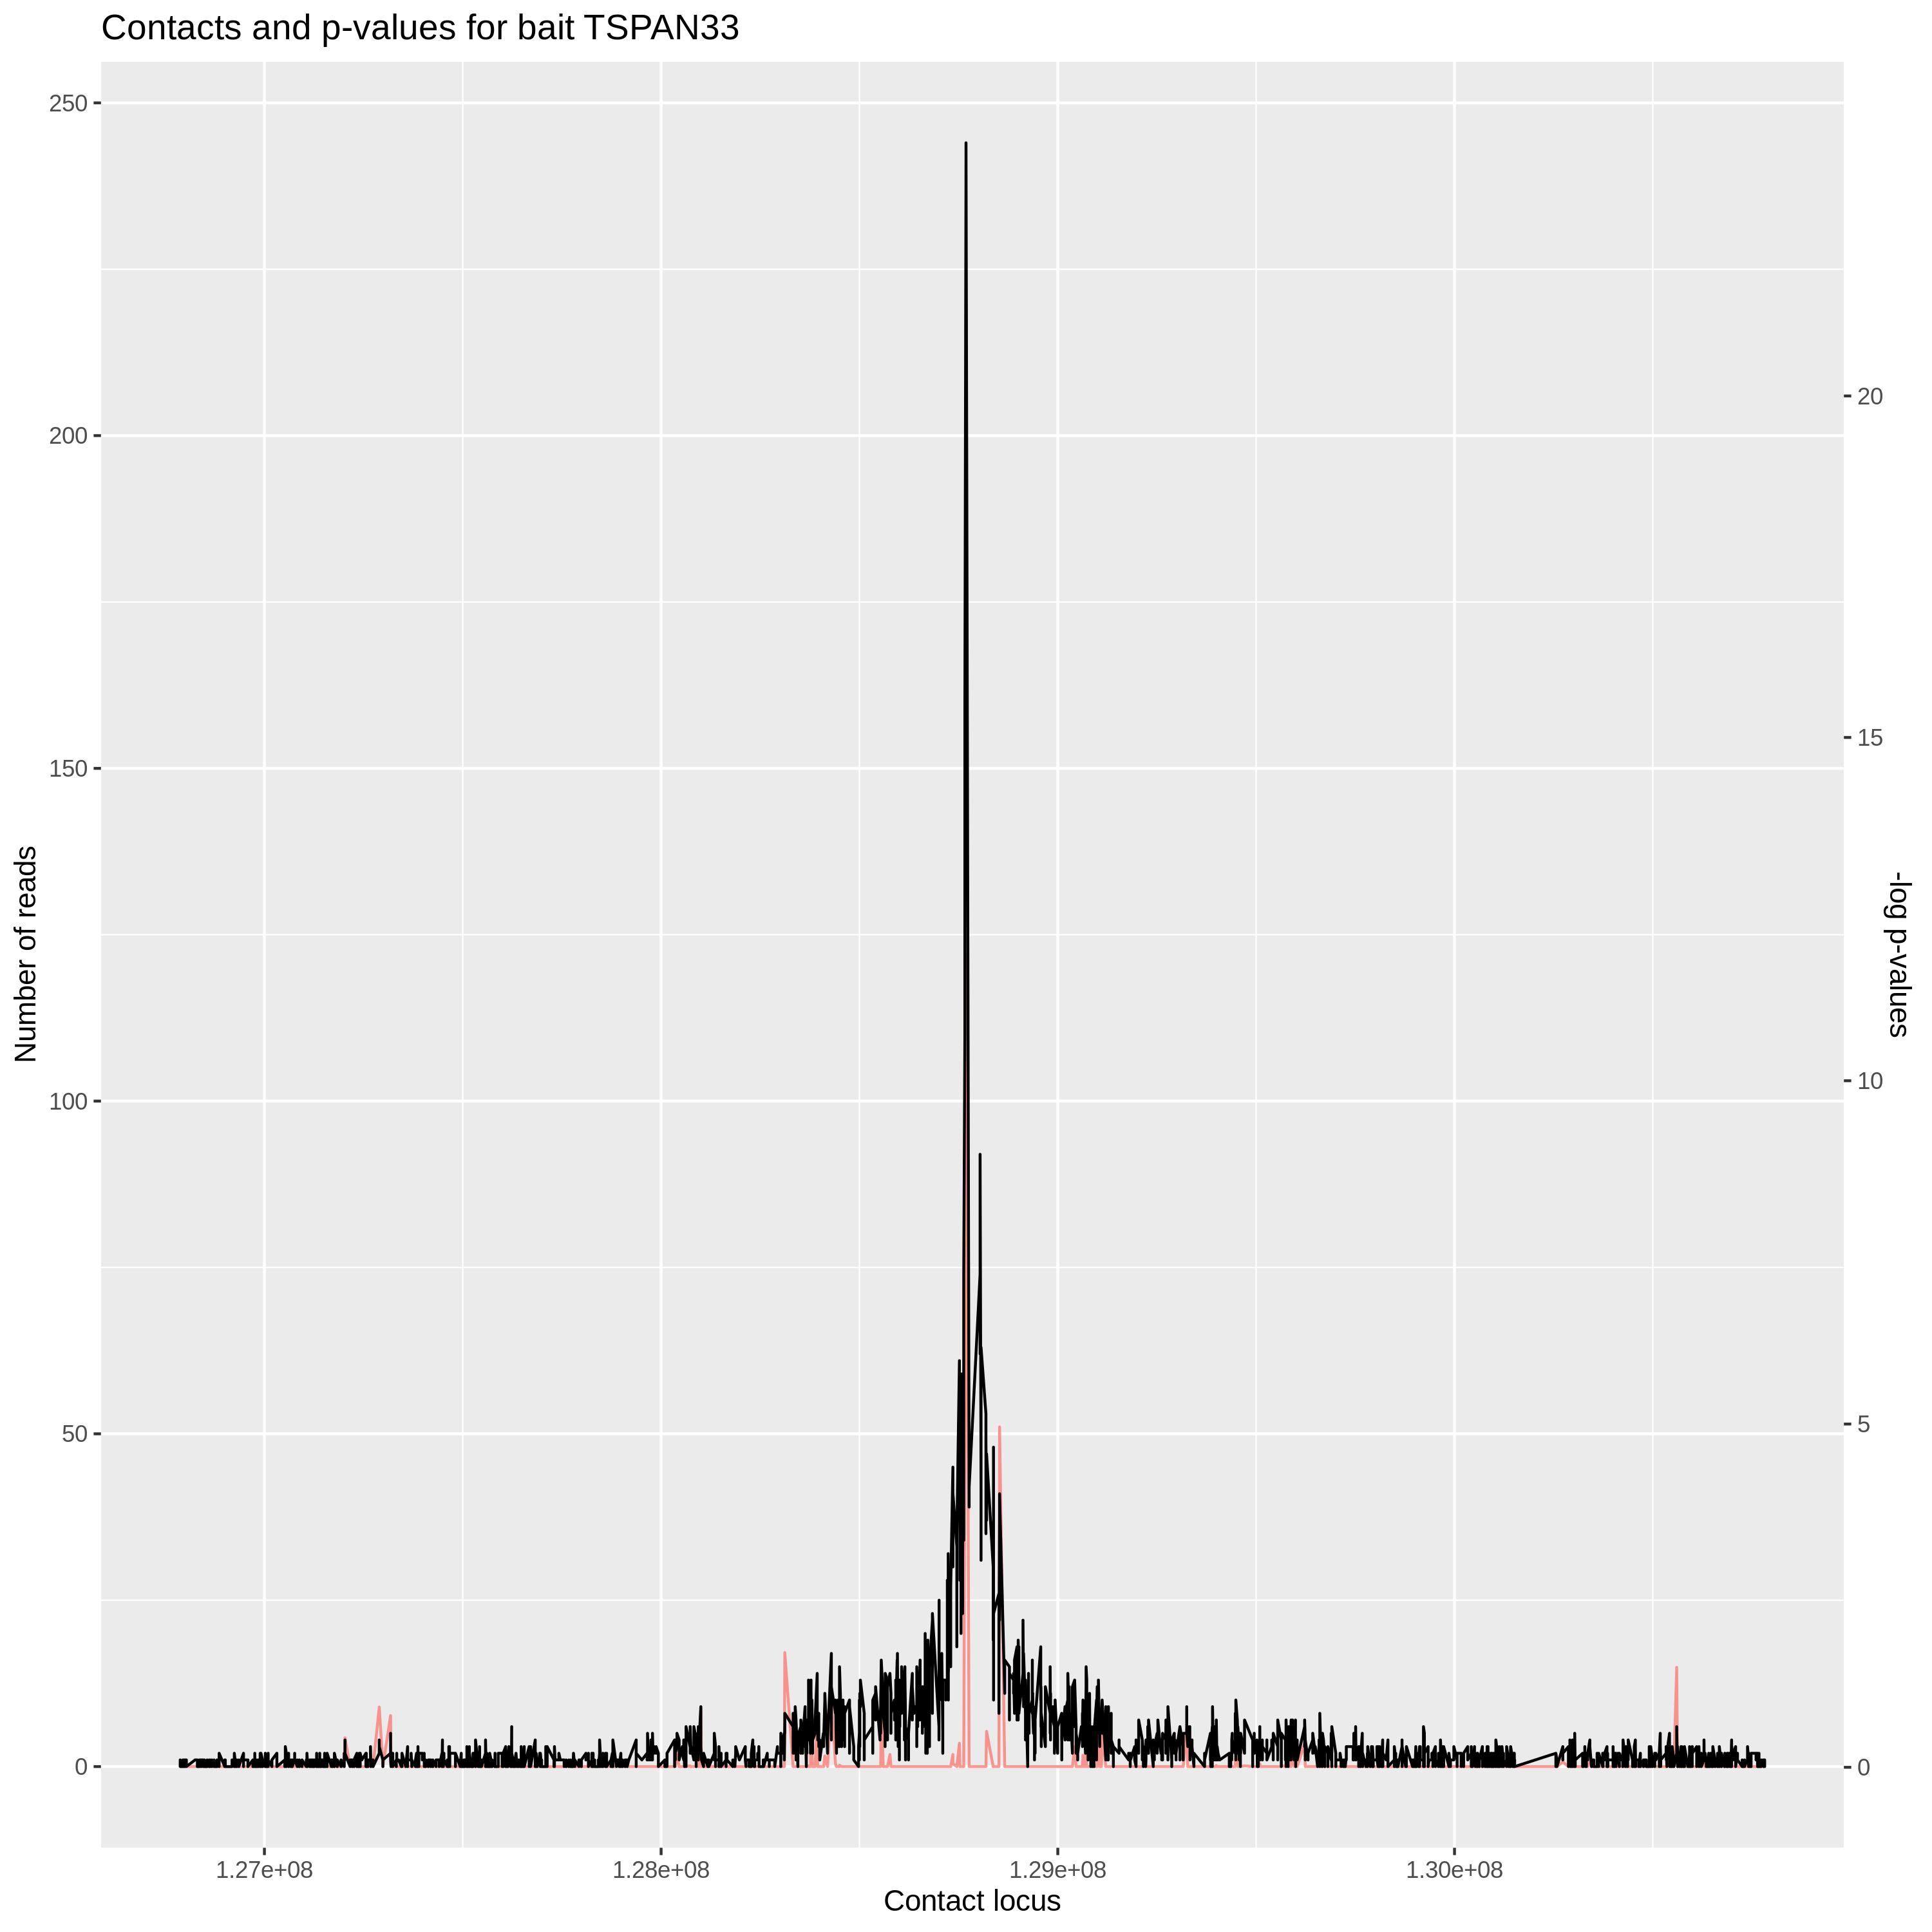 Contacts and p-values for bait TSPAN33
250
200
150
100
50
0
Number of reads
20
15
10
5
0
-log p-values
1.27e+08
1.28e+08
1.29e+08
1.30e+08
Contact locus